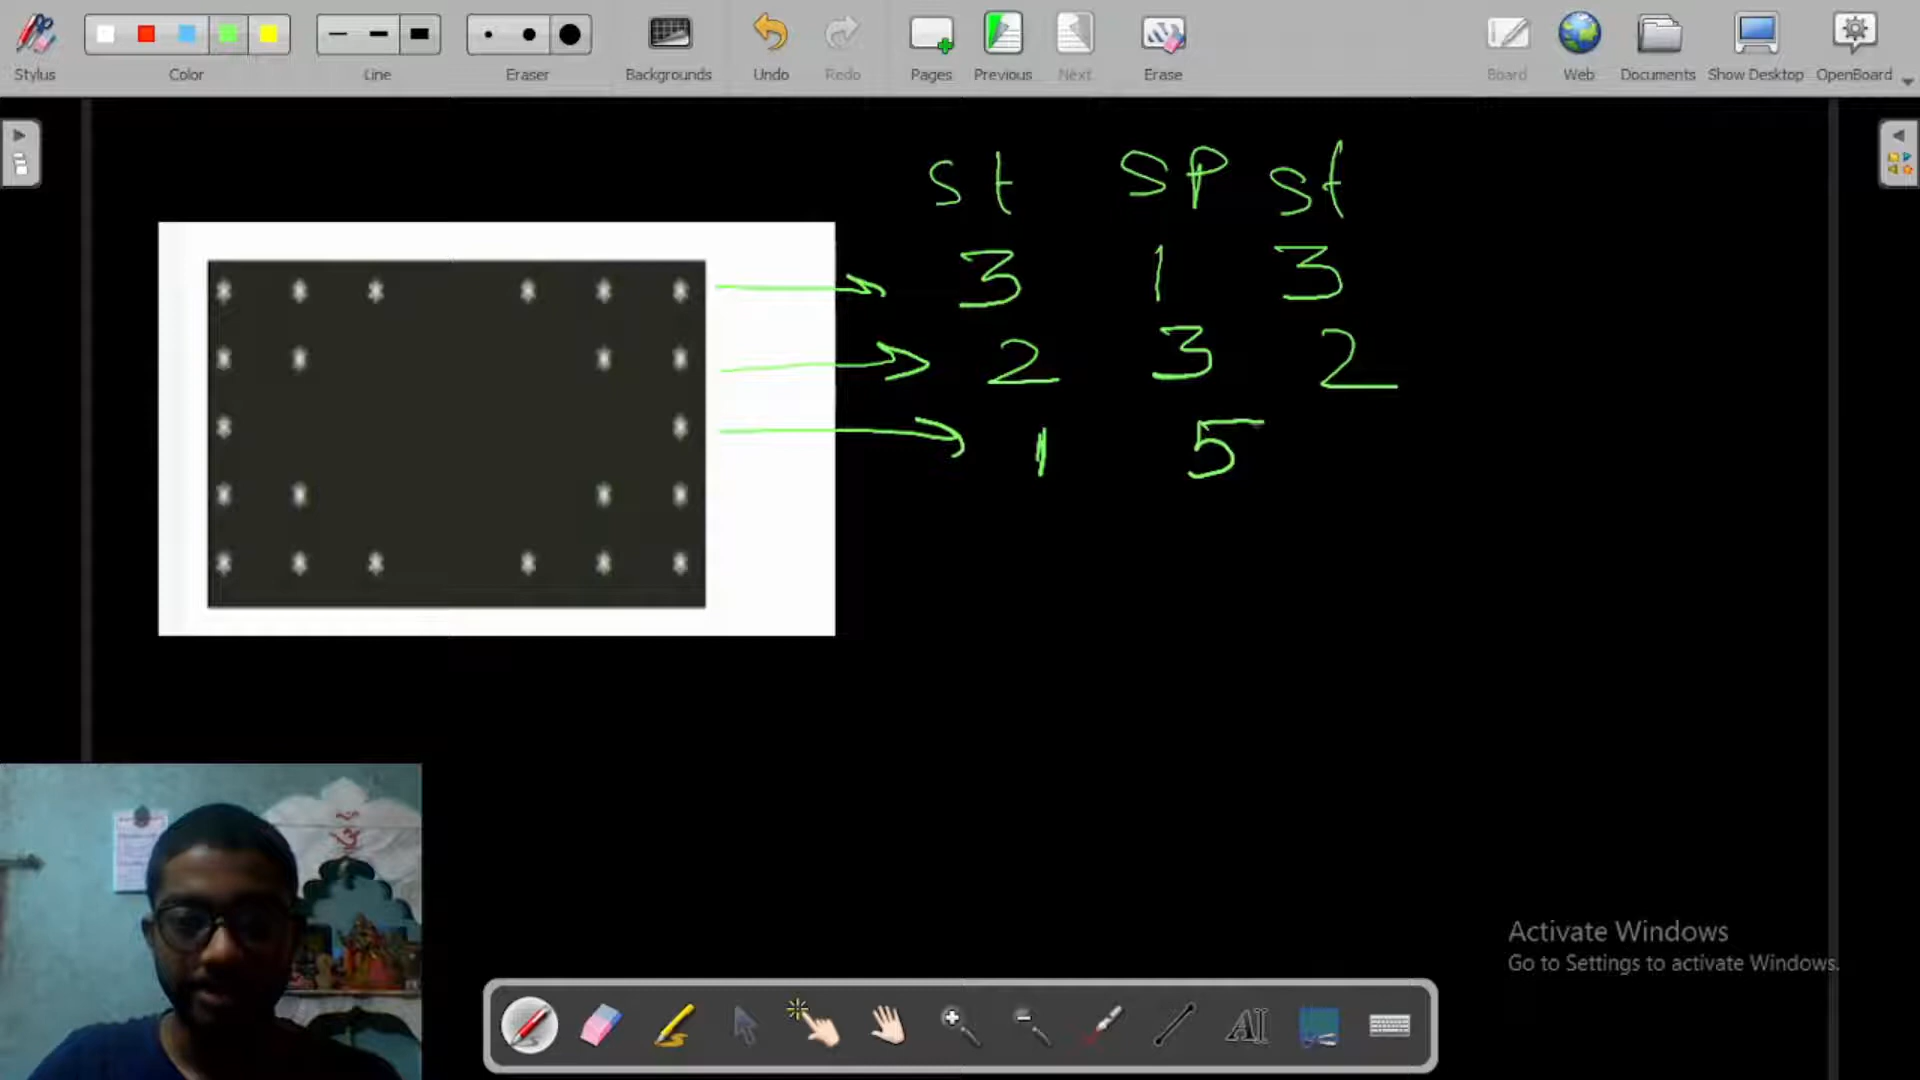 Stylus Color Line Eraser Backgrounds Undo Redo Pages Previous Next Erase Board Web Documents Show Desktop OpenBoard
st sp st
3 1 3
2 3 2
1 5
Activate Windows
Go to Settings to activate Windows.